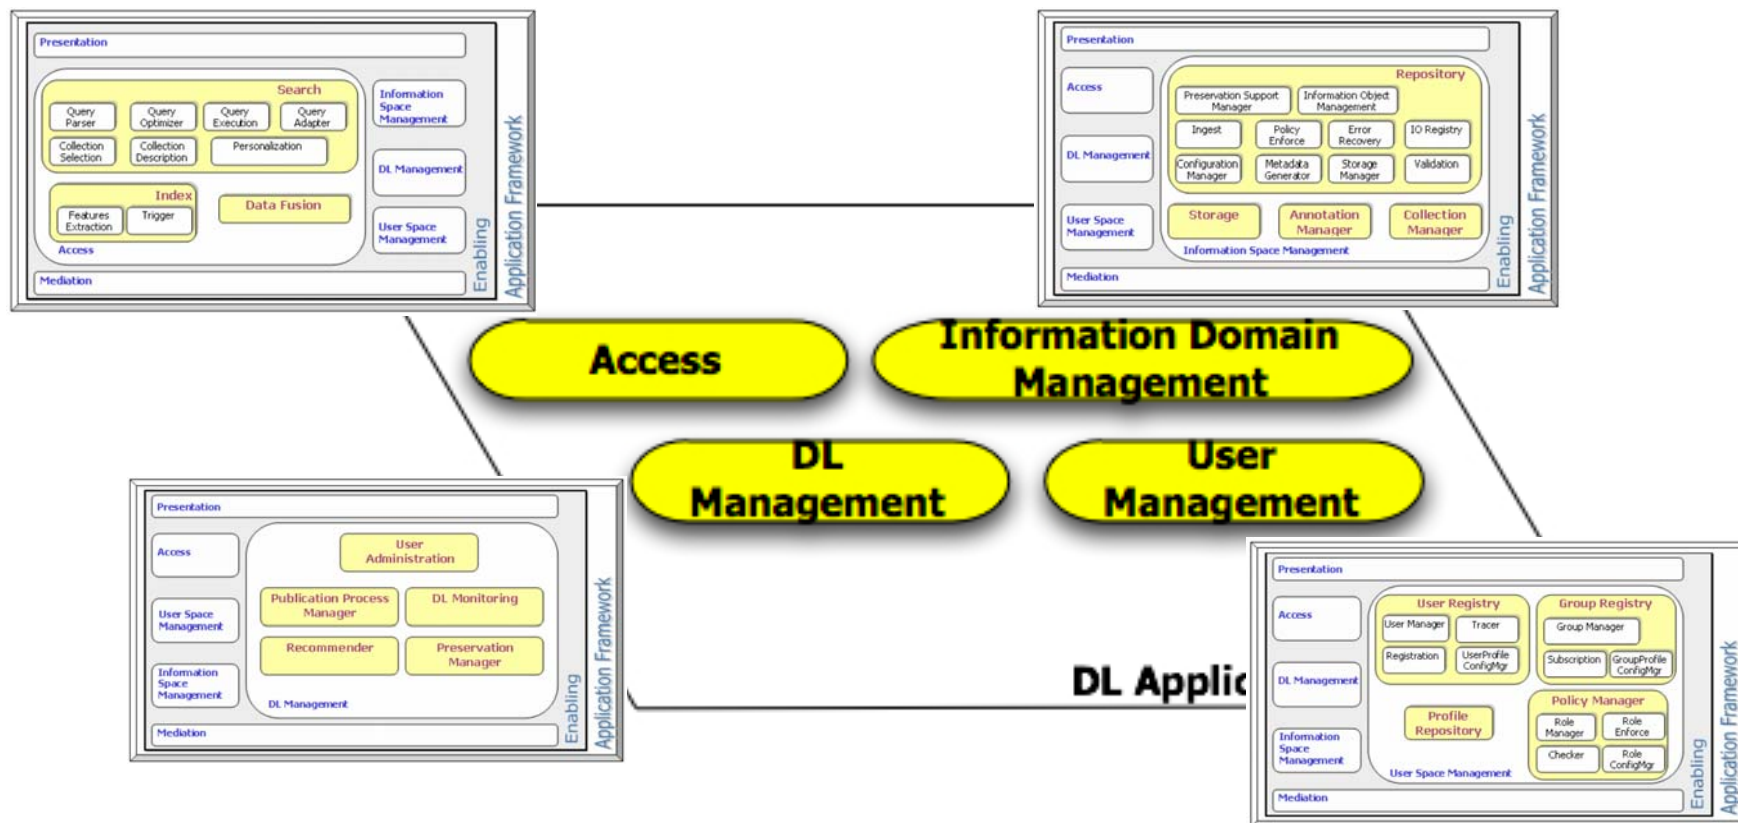 Presentation
Search
Query
Parser
Query
Optimizer
Query
Execution
Query
Adapter
Collection
Selection
Collection
Description
Personalization
Index
Features
Extraction
Trigger
Data Fusion
Access
Information
Space
Management
DL Management
User Space
Management
Mediation
Enabling
Application Framework
Presentation
Access
DL Management
User Space
Management
Repository
Preservation Support
Manager
Information Object
Management
Ingest
Policy
Enforce
Error
Recovery
IO Registry
Configuration
Manager
Metadata
Generator
Storage
Manager
Validation
Storage
Annotation
Manager
Collection
Manager
Information Space Management
Mediation
Enabling
Application Framework
Access
Information Domain
Management
DL
Management
User
Management
Presentation
Access
User Space
Management
Information
Space
Management
User
Administration
Publication Process
Manager
DL Monitoring
Recommender
Preservation
Manager
DL Management
Mediation
Enabling
Application Framework
DL Applic
Presentation
Access
DL Management
Information
Space
Management
User Registry
User Manager
Tracer
Registration
UserProfile
ConfigMgr
Group Registry
Group Manager
Subscription
GroupProfile
ConfigMgr
Profile
Repository
Policy Manager
Role
Manager
Role
Enforce
Checker
Role
ConfigMgr
User Space Management
Mediation
Enabling
Application Framework